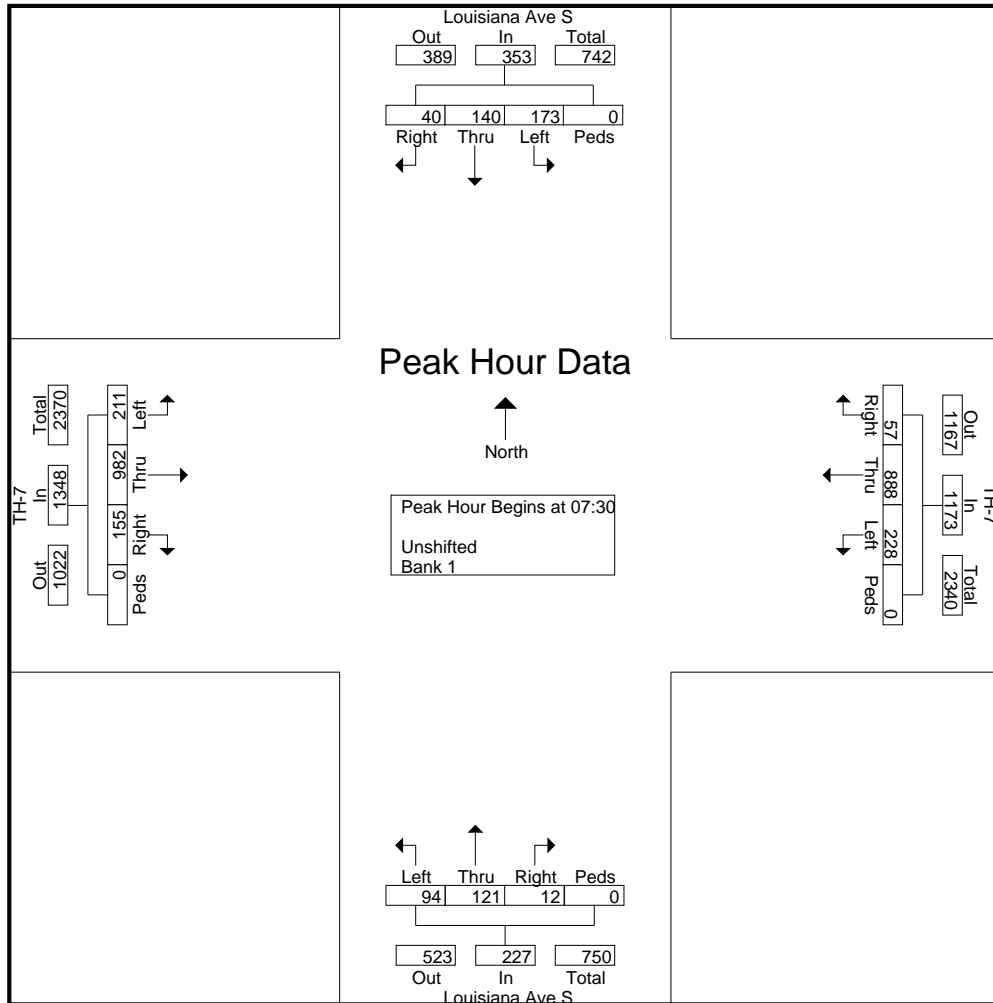 Louisiana Ave S
Out In Total
389 353 742
40 140 173 0
Right Thru Left Peds
Peak Hour Data
North
Peak Hour Begins at 07:30
Unshifted
Bank 1
TH-7
Out In Total
1022 1348 2370
211 982 155 0
Left Thru Right Peds
TH-7
Out In Total
1167 1173 2340
57 888 228 0
Right Thru Left Peds
Left Thru Right Peds
94 121 12 0
523 227 750
Out In Total
Louisiana Ave S